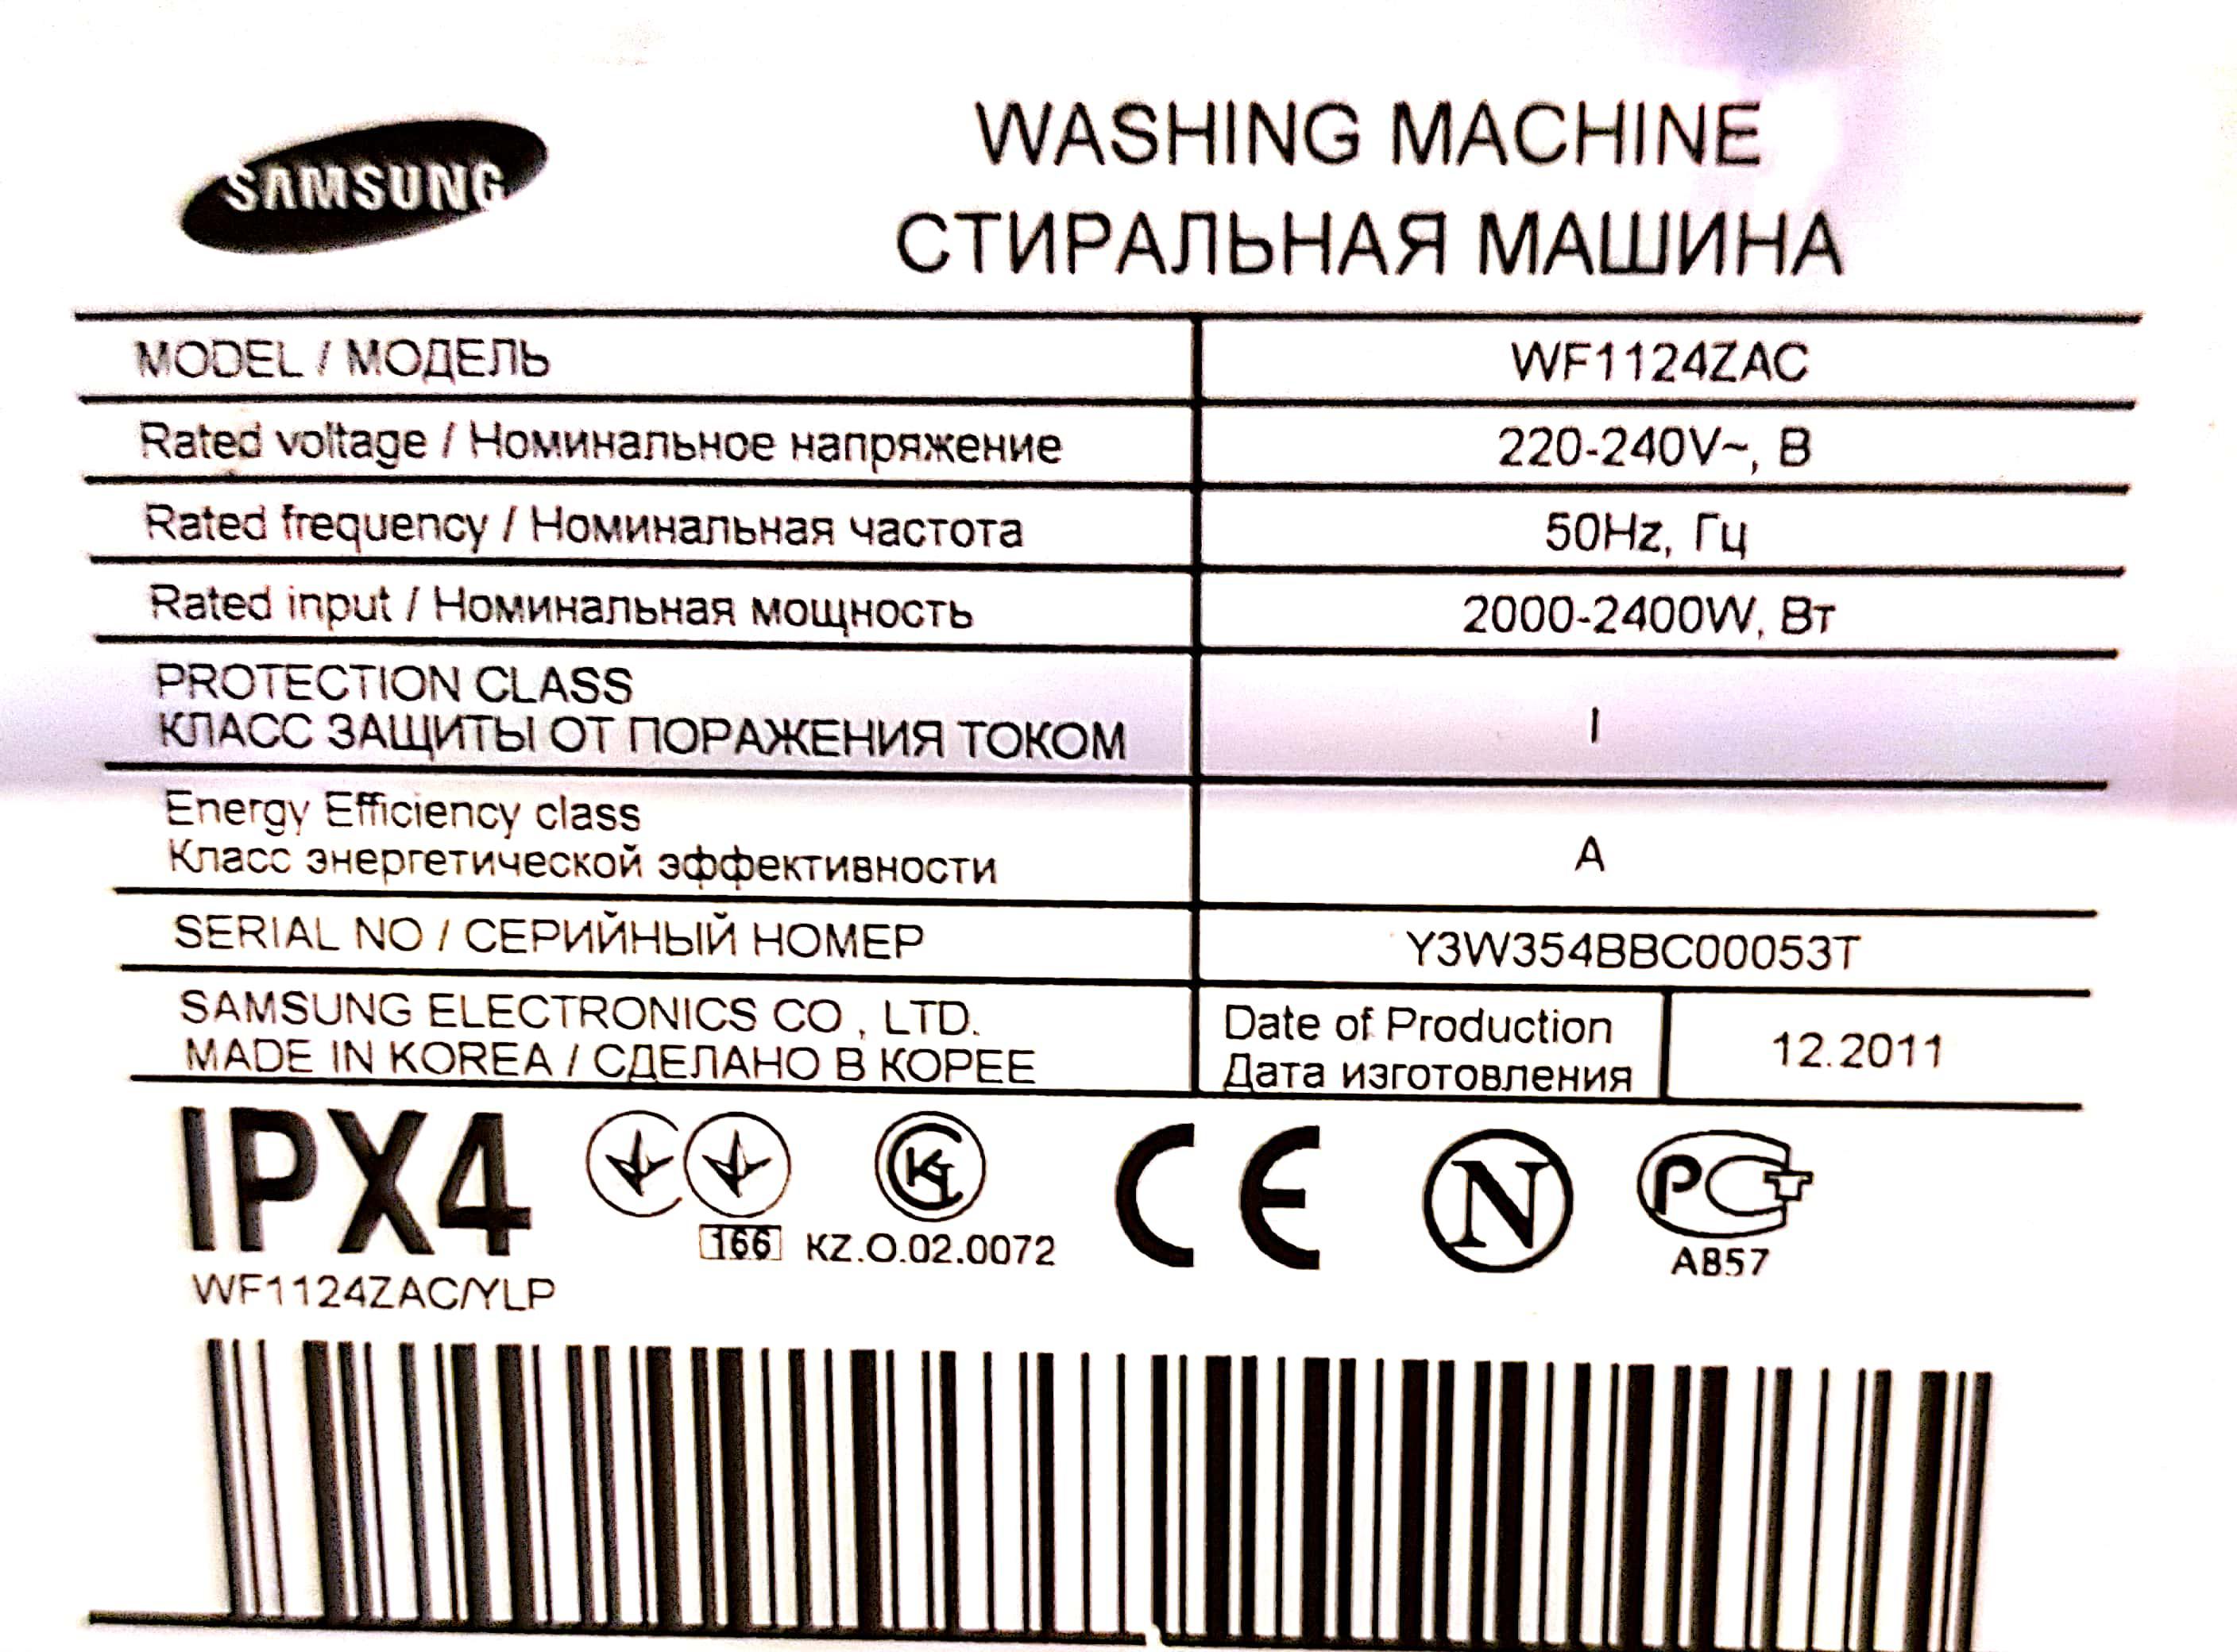 SAMSUNG
WASHING MACHINE
СТИРАЛЬНАЯ МАШИНА
MODEL / МОДЕЛЬ WF1124ZAC
Rated voltage / Номинальное напряжение 220-240V~, В
Rated frequency / Номинальная частота 50Hz, Гц
Rated input / Номинальная мощность 2000-2400W, Вт
PROTECTION CLASS
КЛАСС ЗАЩИТЫ ОТ ПОРАЖЕНИЯ ТОКОМ I
Energy Efficiency class
Класс энергетической эффективности A
SERIAL NO / СЕРИЙНЫЙ НОМЕР Y3W354BBC00053T
SAMSUNG ELECTRONICS CO , LTD.
MADE IN KOREA / СДЕЛАНО В КОРЕЕ
Date of Production
Дата изготовления 12.2011
IPX4 CE N РСТ
166 KZ.O.02.0072 АВ57
WF1124ZAC/YLP